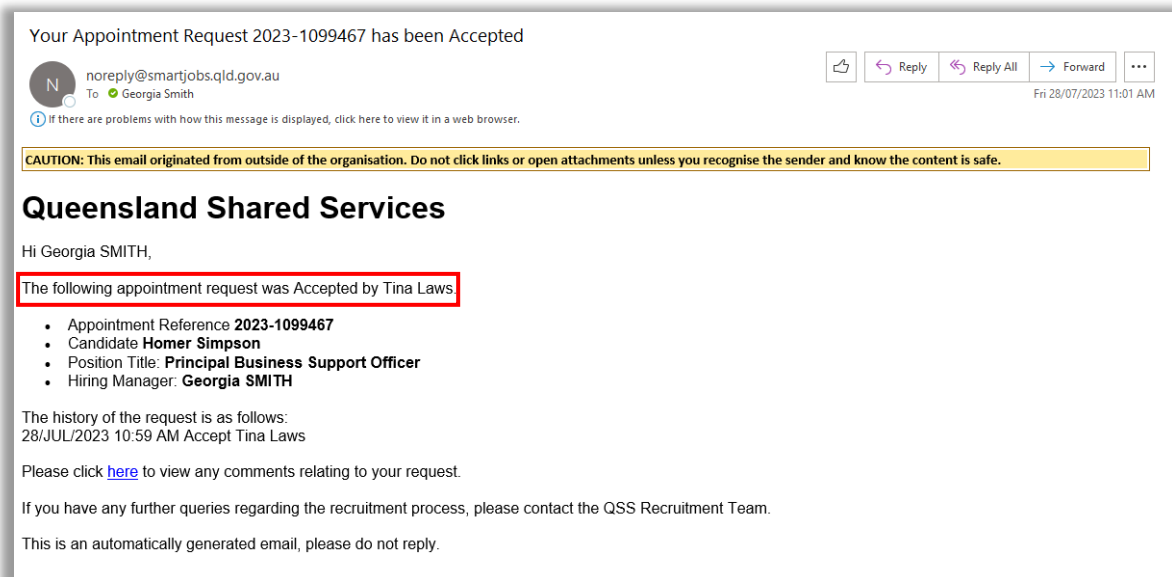 Your Appointment Request 2023-1099467 has been Accepted
N
noreply@smartjobs.qld.gov.au
To Georgia Smith
Reply
Reply All
Forward
Fri 28/07/2023 11:01 AM
If there are problems with how this message is displayed, click here to view it in a web browser.
CAUTION: This email originated from outside of the organisation. Do not click links or open attachments unless you recognise the sender and know the content is safe.
Queensland Shared Services
Hi Georgia SMITH,
The following appointment request was Accepted by Tina Laws.
• Appointment Reference 2023-1099467
• Candidate Homer Simpson
• Position Title: Principal Business Support Officer
• Hiring Manager: Georgia SMITH
The history of the request is as follows:
28/JUL/2023 10:59 AM Accept Tina Laws
Please click here to view any comments relating to your request.
If you have any further queries regarding the recruitment process, please contact the QSS Recruitment Team.
This is an automatically generated email, please do not reply.